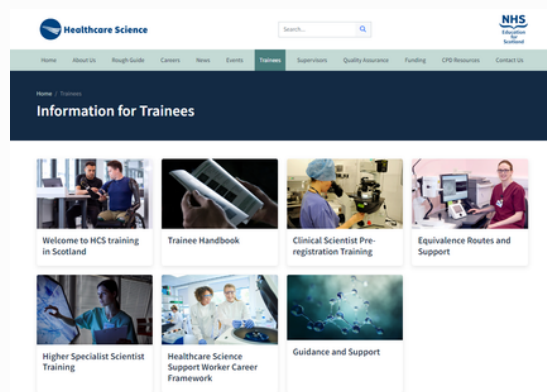 Healthcare Science
Search...
NHS
Education
for
Scotland
Home About Us Rough Guide Careers News Events Trainees Supervisors Quality Assurance Funding CPD Resources Contact Us
Home / Trainees
Information for Trainees
Welcome to HCS training
in Scotland
Trainee Handbook
Clinical Scientist Pre-
registration Training
Equivalence Routes and
Support
Higher Specialist Scientist
Training
Healthcare Science
Support Worker Career
Framework
Guidance and Support